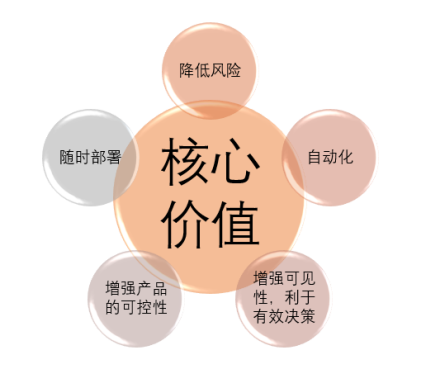 降低风险
自动化
增强可见
性，利于
有效决策
增强产品
的可控性
随时部署
核心
价值